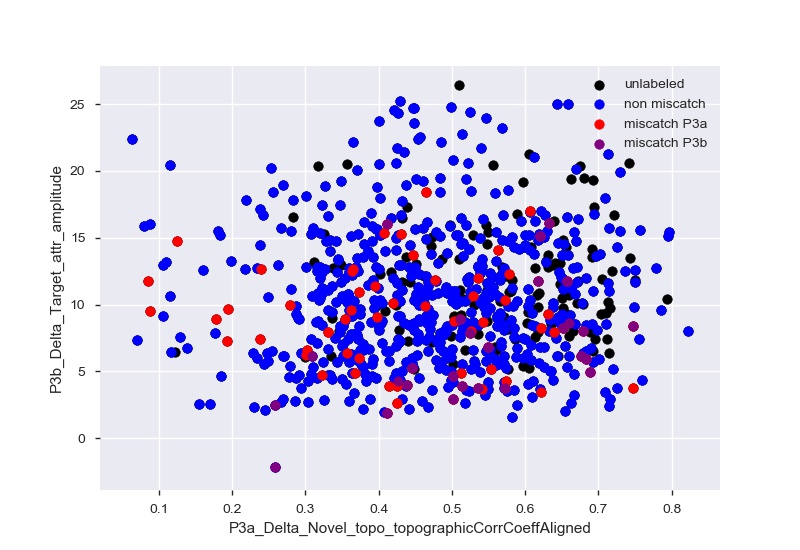 unlabeled
non miscatch
miscatch P3a
miscatch P3b
25
20
15
10
5
0
P3b_Delta_Target_attr_amplitude
0.1 0.2 0.3 0.4 0.5 0.6 0.7 0.8
P3a_Delta_Novel_topo_topographicCorrCoeffAligned